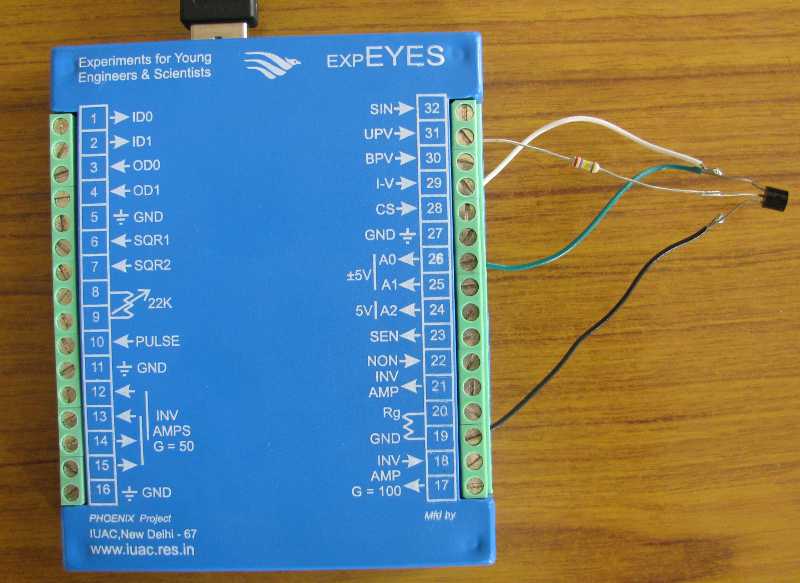 Experiments for Young
Engineers & Scientists
EXPEYES
1 ID0
2 ID1
3 OD0
4 OD1
5 GND
6 SQR1
7 SQR2
8
22K
9
10 PULSE
11 GND
12
13 INV
AMPS
14 G = 50
15
16 GND
SIN 32
UPV 31
BPV 30
I-V 29
CS 28
GND 27
A0 26
±5V
A1 25
5V A2 24
SEN 23
NON 22
INV
AMP 21
Rg 20
GND 19
INV 18
AMP
G = 100 17
PHOENIX Project
IUAC,New Delhi - 67
www.iuac.res.in
Mfd by